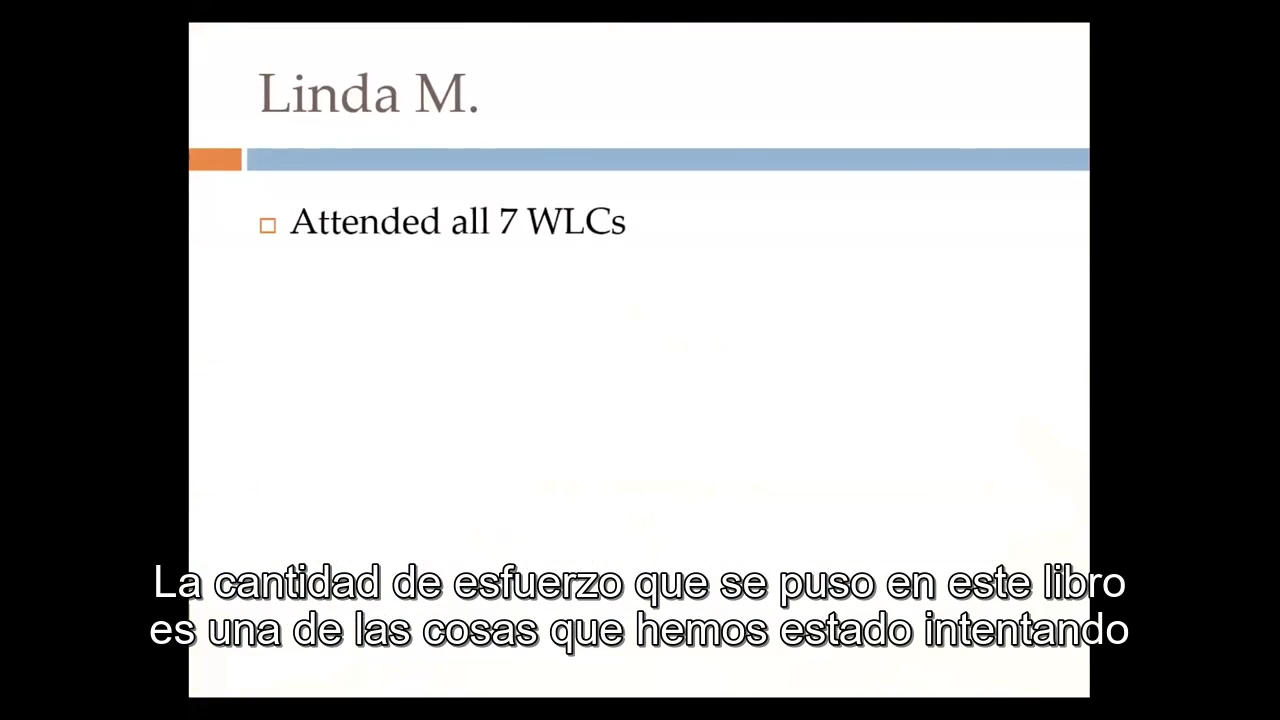 Linda M.
Attended all 7 WLCs
La cantidad de esfuerzo que se puso en este libro
es una de las cosas que hemos estado intentando